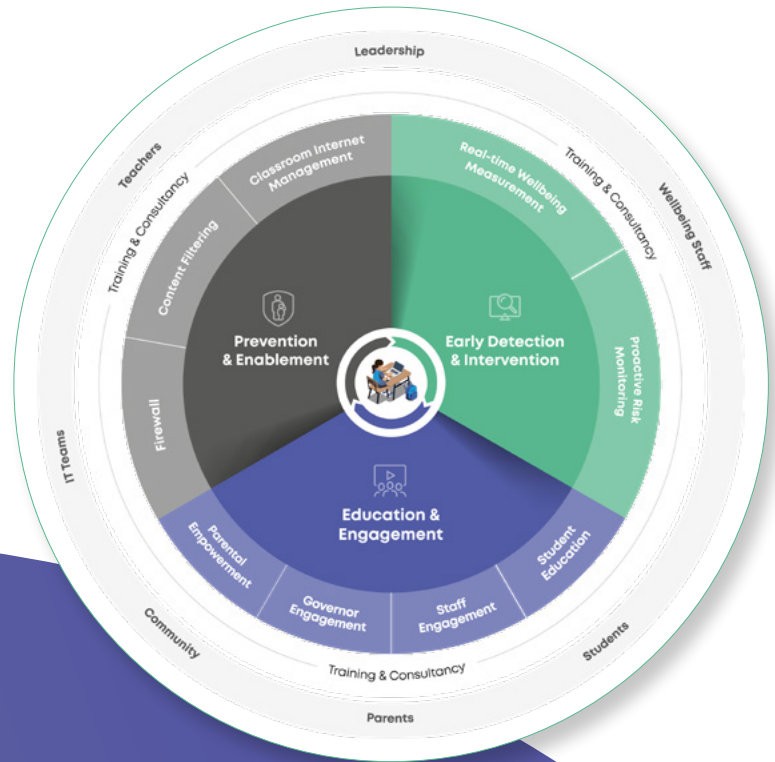 Leadership
Teachers
Wellbeing Staff
IT Teams
Students
Community
Parents
Training & Consultancy
Training & Consultancy
Training & Consultancy
Classroom Internet
Management
Content Filtering
Firewall
Real-time Wellbeing
Measurement
Proactive Risk
Monitoring
Prevention
& Enablement
Early Detection
& Intervention
Education &
Engagement
Parental
Empowerment
Governor
Engagement
Staff
Engagement
Student
Education